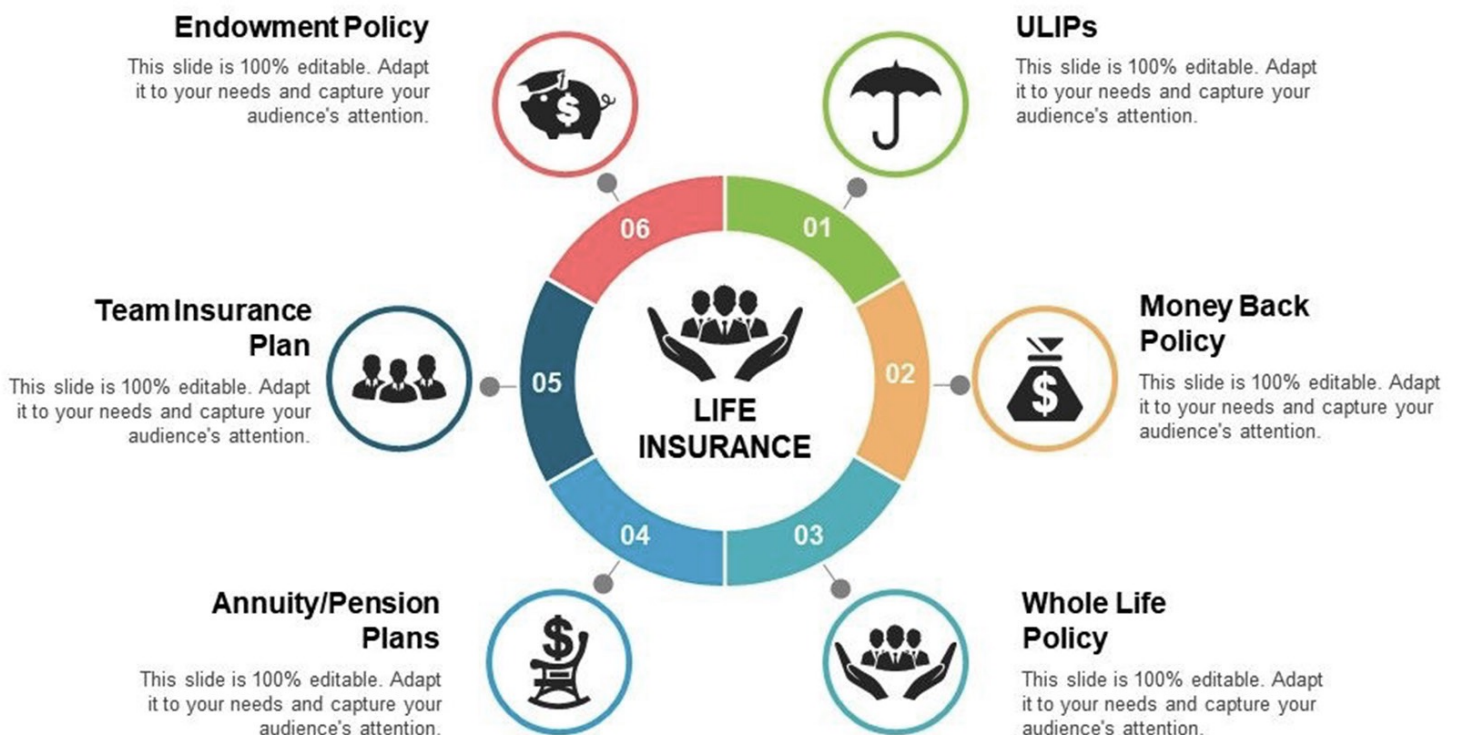 Endowment Policy
This slide is 100% editable. Adapt
it to your needs and capture your
audience's attention.
ULIPs
This slide is 100% editable. Adapt
it to your needs and capture your
audience's attention.
06
01
Team Insurance
Plan
This slide is 100% editable. Adapt
it to your needs and capture your
audience's attention.
05
LIFE
INSURANCE
02
Money Back
Policy
This slide is 100% editable. Adapt
it to your needs and capture your
audience's attention.
04
03
Annuity/Pension
Plans
This slide is 100% editable. Adapt
it to your needs and capture your
audience's attention.
Whole Life
Policy
This slide is 100% editable. Adapt
it to your needs and capture your
audience's attention.
$
$
$